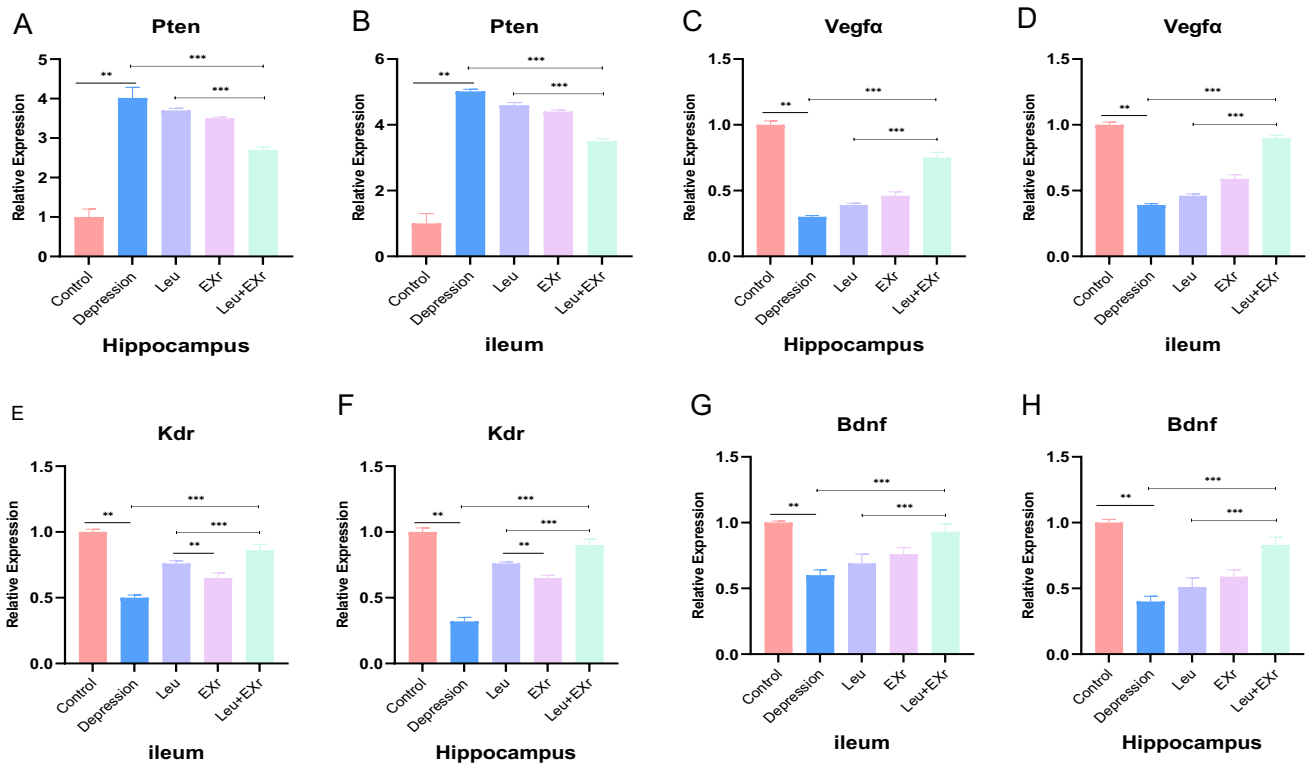 A
Pten
Relative Expression
5
4
3
2
1
0
**
***
***
Control
Depression
Leu
EXr
Leu+EXr
Hippocampus
B
Pten
Relative Expression
6
4
2
0
**
***
***
Control
Depression
Leu
EXr
Leu+EXr
ileum
C
Vegfα
Relative Expression
1.5
1.0
0.5
0.0
**
***
***
Control
Depression
Leu
EXr
Leu+EXr
Hippocampus
D
Vegfα
Relative Expression
1.5
1.0
0.5
0.0
**
***
***
Control
Depression
Leu
EXr
Leu+EXr
ileum
E
Kdr
Relative Expression
1.5
1.0
0.5
0.0
**
***
***
**
Control
Depression
Leu
EXr
Leu+EXr
ileum
F
Kdr
Relative Expression
1.5
1.0
0.5
0.0
**
***
***
**
Control
Depression
Leu
EXr
Leu+EXr
Hippocampus
G
Bdnf
Relative Expression
1.5
1.0
0.5
0.0
**
***
***
Control
Depression
Leu
EXr
Leu+EXr
ileum
H
Bdnf
Relative Expression
1.5
1.0
0.5
0.0
**
***
***
Control
Depression
Leu
EXr
Leu+EXr
Hippocampus